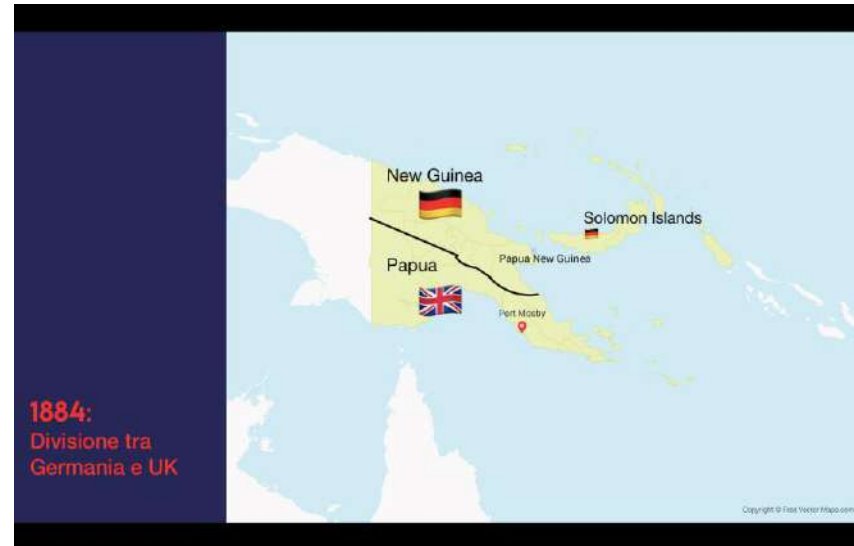 New Guinea
Solomon Islands
Papua New Guinea
Papua
Port Mosby
1884:
Divisione tra
Germania e UK
Copyright © Free Vector Maps.com